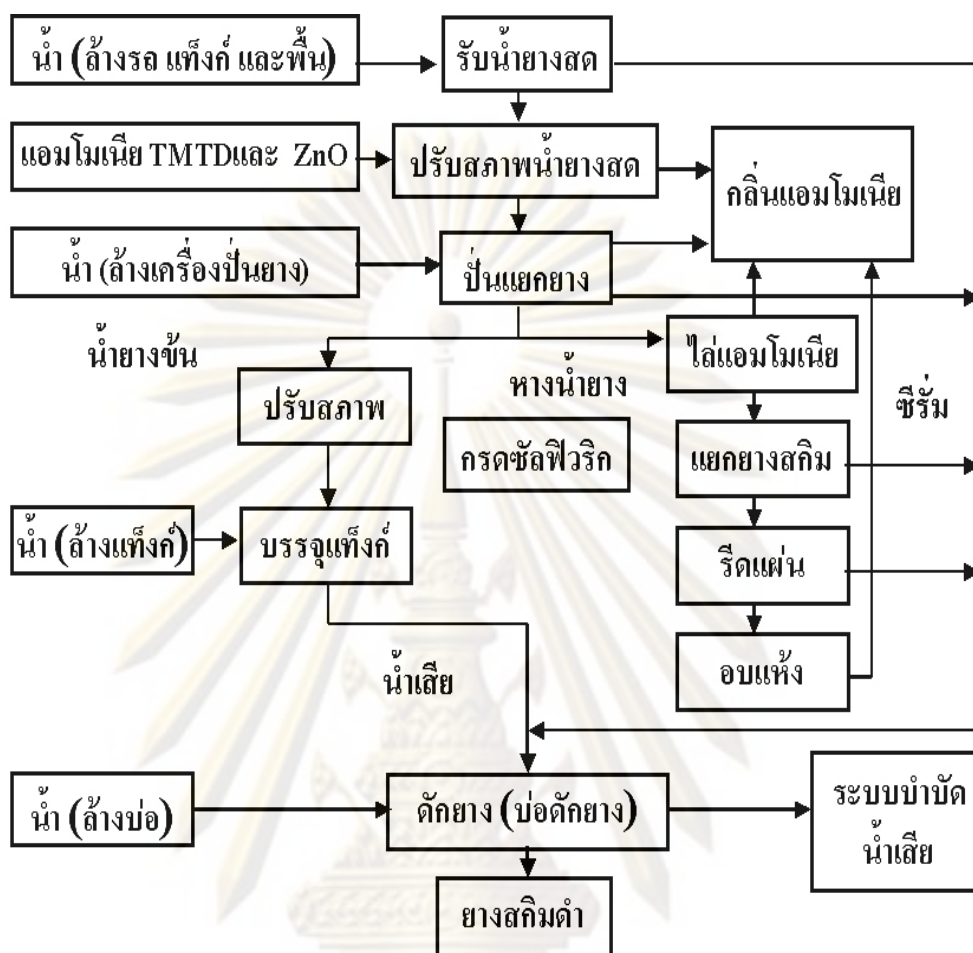 น้ำ (ล้างรถ แท็งก์ และพื้น)
รับน้ำยางสด
แอมโมเนีย TMTDและ ZnO
ปรับสภาพน้ำยางสด
กลิ่นแอมโมเนีย
น้ำ (ล้างเครื่องปั่นยาง)
ปั่นแยกยาง
น้ำยางข้น
หางน้ำยาง
ไล่แอมโมเนีย
ซีรั่ม
ปรับสภาพ
กรดซัลฟิวริก
แยกยางสกิม
น้ำ (ล้างแท็งก์)
บรรจุแท็งก์
รีดแผ่น
อบแห้ง
น้ำเสีย
น้ำ (ล้างบ่อ)
ดักยาง (บ่อดักยาง)
ระบบบำบัด
น้ำเสีย
ยางสกิมดำ